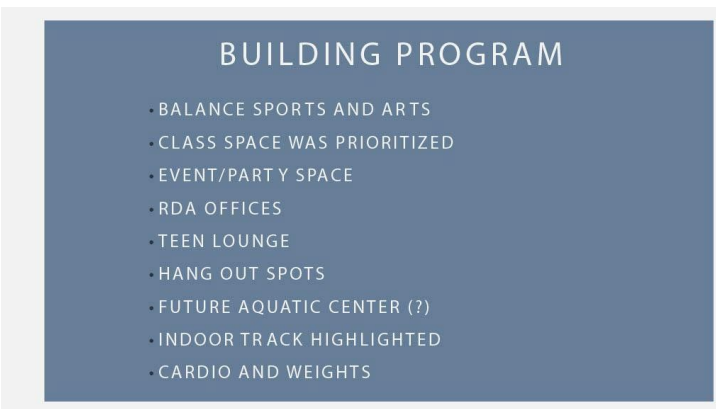 BUILDING PROGRAM
• BALANCE SPORTS AND ARTS
• CLASS SPACE WAS PRIORITIZED
• EVENT/PARTY SPACE
• RDA OFFICES
• TEEN LOUNGE
• HANG OUT SPOTS
• FUTURE AQUATIC CENTER (?)
• INDOOR TRACK HIGHLIGHTED
• CARDIO AND WEIGHTS